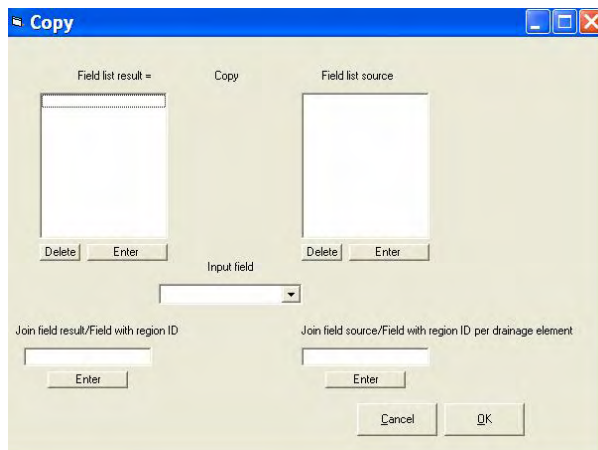 Copy
Field list result = Copy Field list source
Delete Enter Delete Enter
Input field
Join field result/Field with region ID Join field source/Field with region ID per drainage element
Enter Enter
Cancel OK